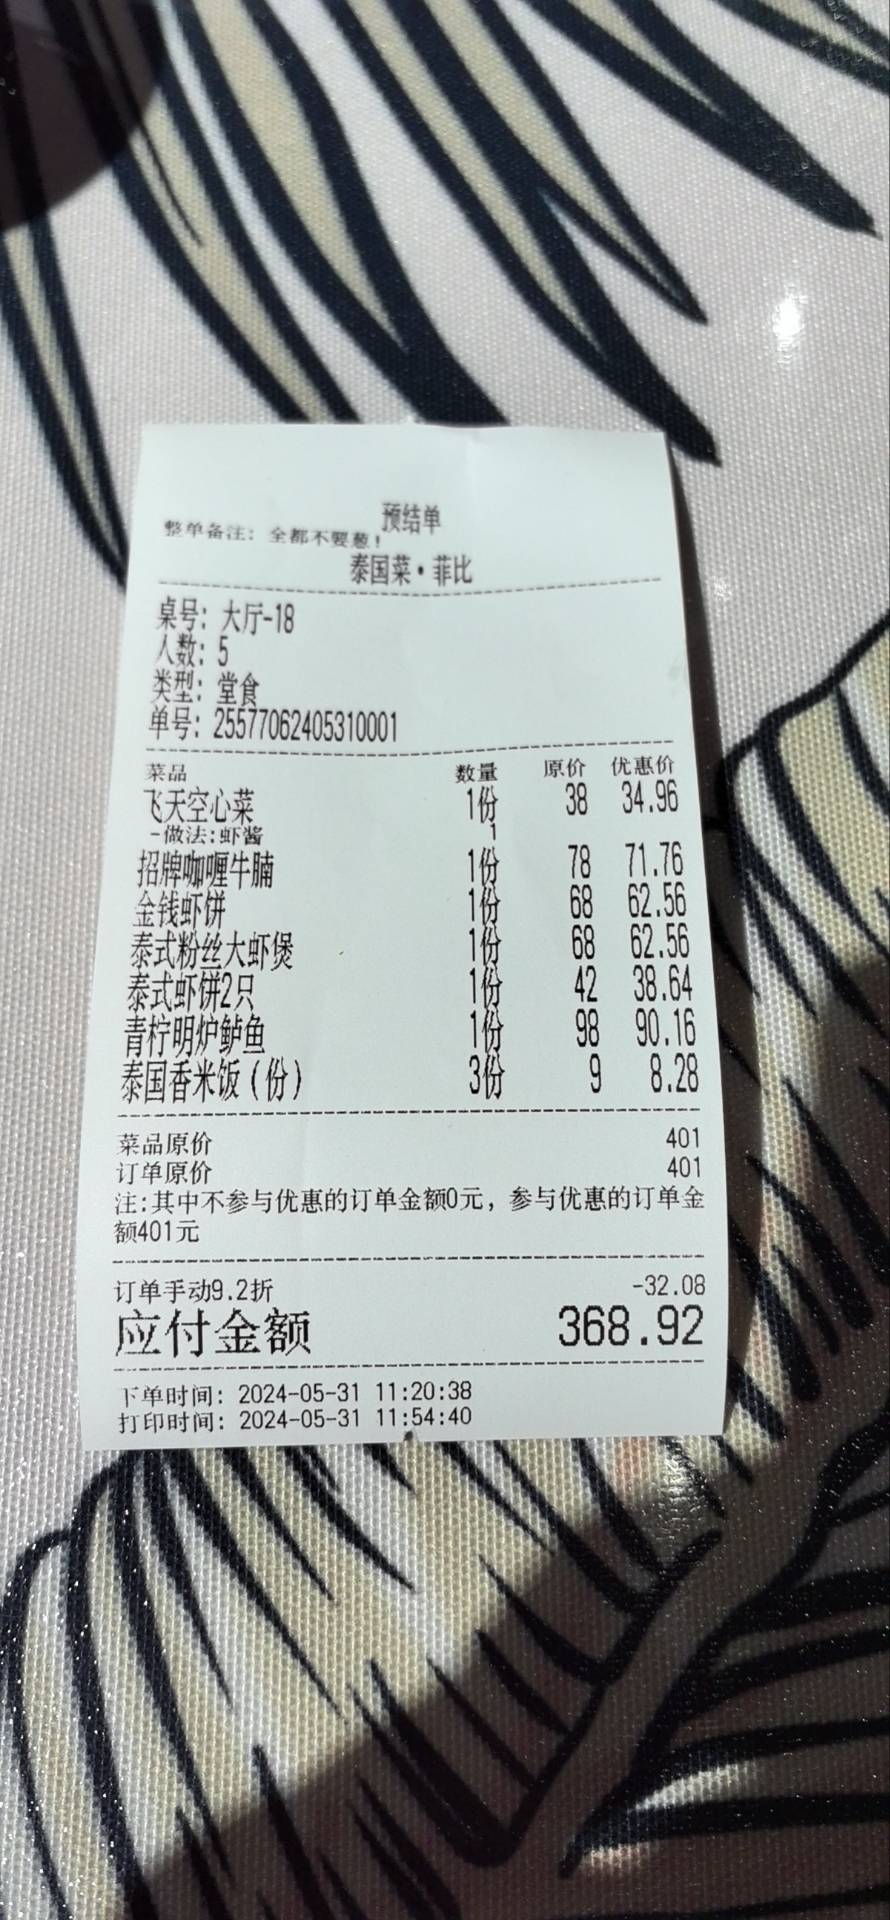 预结单
整单备注: 全都不要葱!
泰国菜·菲比
桌号: 大厅-18
人数: 5
类型: 堂食
单号: 25577062405310001
菜品 数量 原价 优惠价
飞天空心菜 1份 38 34.96
-做法:虾酱 1
招牌咖喱牛腩 1份 78 71.76
金钱虾饼 1份 68 62.56
泰式粉丝大虾煲 1份 68 62.56
泰式虾饼2只 1份 42 38.64
青柠明炉鲈鱼 1份 98 90.16
泰国香米饭(份) 3份 9 8.28
菜品原价 401
订单原价 401
注:其中不参与优惠的订单金额0元, 参与优惠的订单金
额401元
订单手动9.2折 -32.08
应付金额 368.92
下单时间: 2024-05-31 11:20:38
打印时间: 2024-05-31 11:54:40